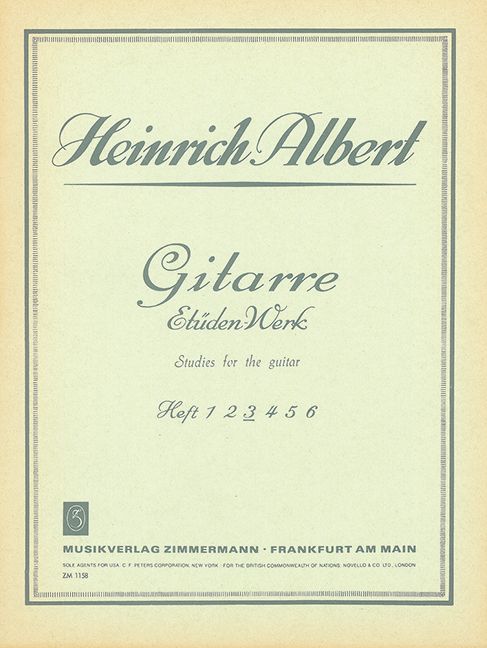 Heinrich Albert
Gitarre
Etüden-Werk
Studies for the guitar
Heft 1 2 3 4 5 6
MUSIKVERLAG ZIMMERMANN · FRANKFURT AM MAIN
SOLE AGENTS FOR USA: C. F. PETERS CORPORATION, NEW YORK · FOR THE BRITISH COMMONWEALTH OF NATIONS: NOVELLO & CO. LTD., LONDON
ZM 1158